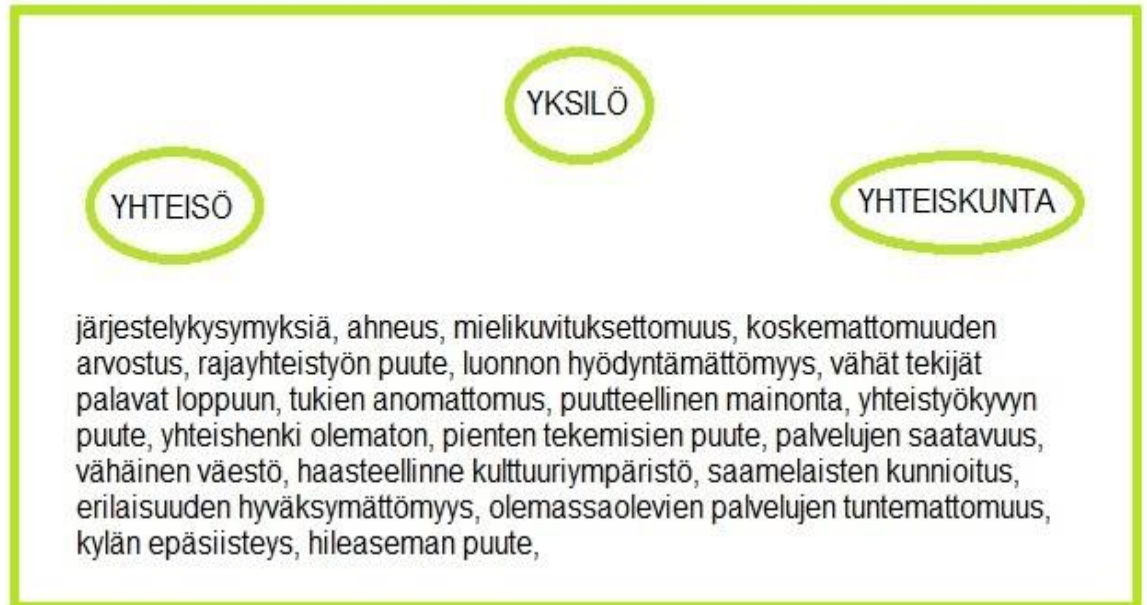 YKSILÖ
YHTEISÖ
YHTEISKUNTA
järjestelykysymyksiä, ahneus, mielikuvituksettomuus, koskemattomuuden
arvostus, rajayhteistyön puute, luonnon hyödyntämättömyys, vähät tekijät
palavat loppuun, tukien anomattomus, puutteellinen mainonta, yhteistyökyvyn
puute, yhteishenki olematon, pienten tekemisien puute, palvelujen saatavuus,
vähäinen väestö, haasteellinne kulttuuriympäristö, saamelaisten kunnioitus,
erilaisuuden hyväksymättömyys, olemassaolevien palvelujen tuntemattomuus,
kylän epäsiisteys, hileaseman puute,